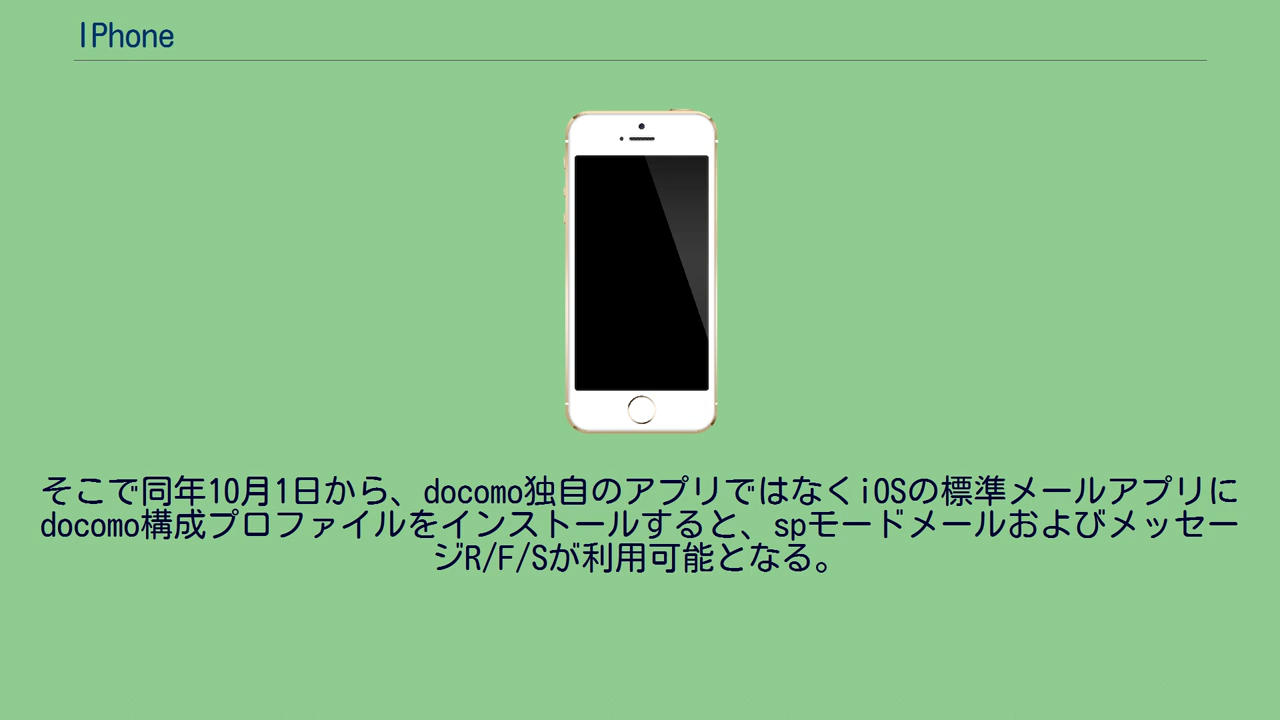 IPhone
そこで同年10月1日から、docomo独自のアプリではなくiOSの標準メールアプリに
docomo構成プロファイルをインストールすると、spモードメールおよびメッセー
ジR/F/Sが利用可能となる。